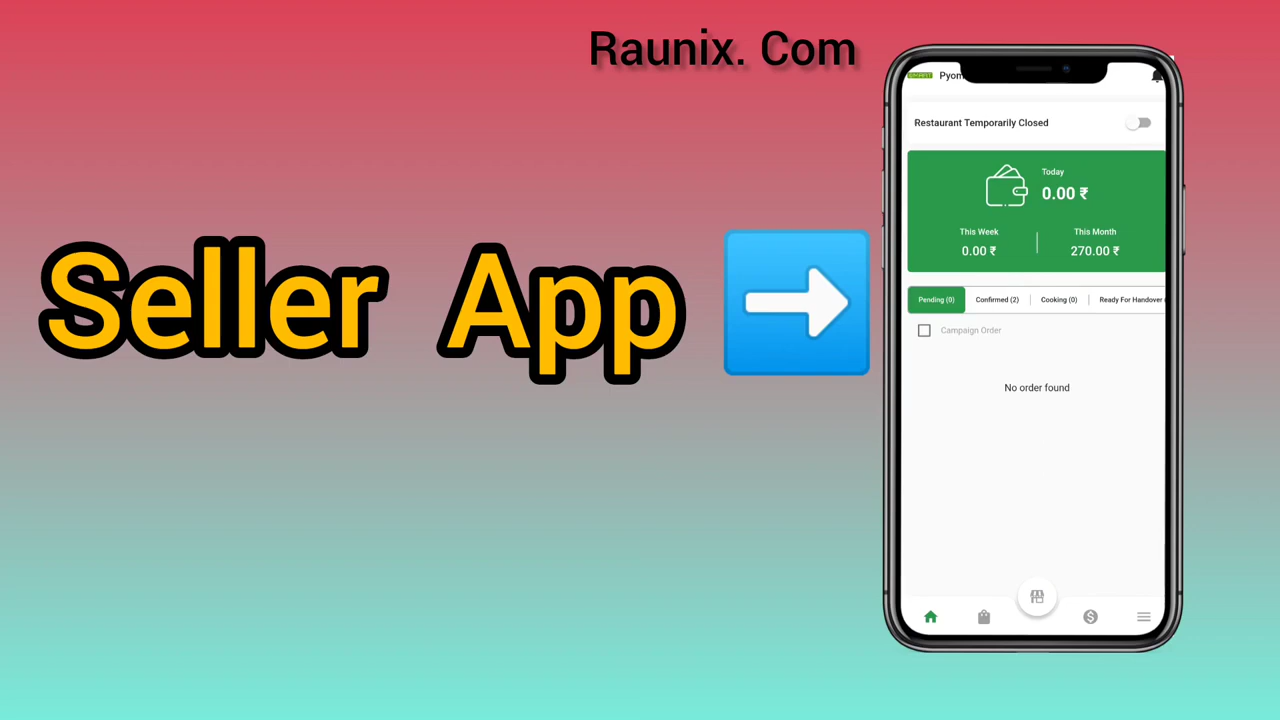 Raunix. Com
Seller App
Pyom
Restaurant Temporarily Closed
Today
0.00 ₹
This Week
This Month
0.00 ₹
270.00 ₹
Pending (0)
Confirmed (2)
Cooking (0)
Ready For Handover
Campaign Order
No order found